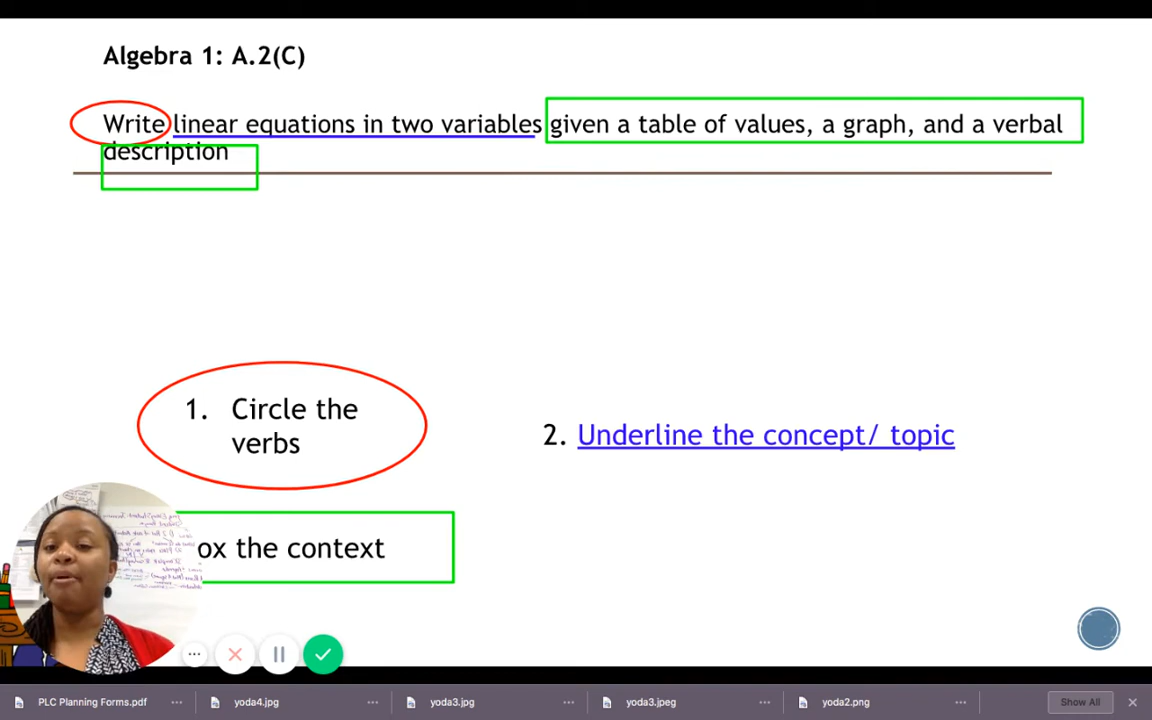 Algebra 1: A.2(C)
Write linear equations in two variables given a table of values, a graph, and a verbal
description
1. Circle the
verbs
2. Underline the concept/ topic
ox the context
PLC Planning Forms.pdf
yoda4.jpg
yoda3.jpg
yoda3.jpeg
yoda2.png
Show All